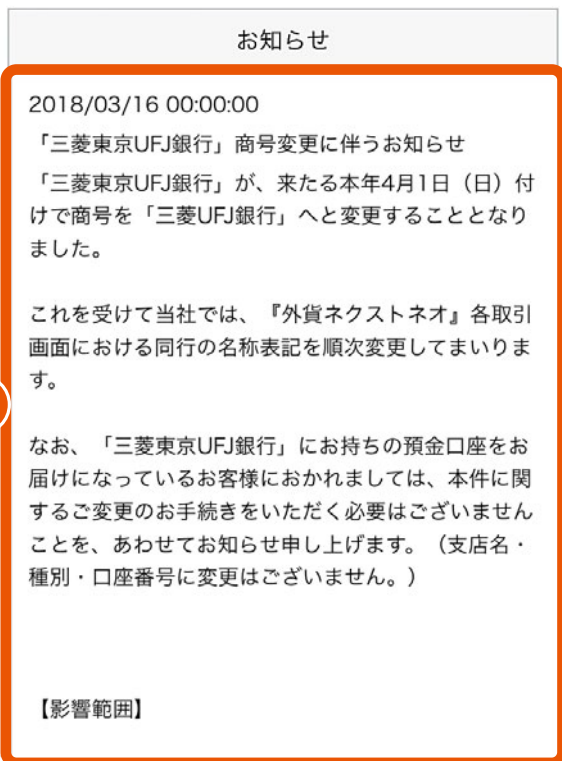 お知らせ
2018/03/16 00:00:00
「三菱東京UFJ銀行」商号変更に伴うお知らせ
「三菱東京UFJ銀行」が、来たる本年4月1日（日）付
けで商号を「三菱UFJ銀行」へと変更することとなり
ました。
これを受けて当社では、『外貨ネクストネオ』各取引
画面における同行の名称表記を順次変更してまいりま
す。
なお、「三菱東京UFJ銀行」にお持ちの預金口座をお
届けになっているお客様におかれましては、本件に関
するご変更のお手続きをいただく必要はございません
ことを、あわせてお知らせ申し上げます。（支店名・
種別・口座番号に変更はございません。）
【影響範囲】